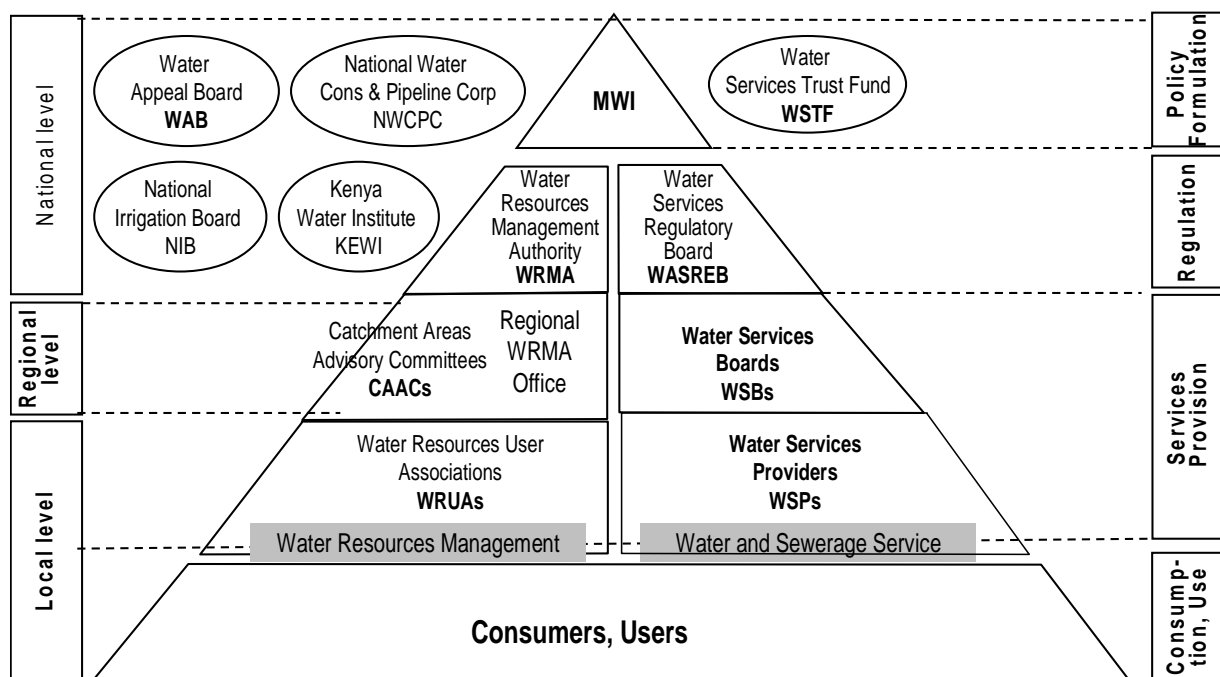 National level
Regional
level
Local level
Water
Appeal Board
WAB
National Water
Cons & Pipeline Corp
NWCPC
MWI
Water
Services Trust Fund
WSTF
National
Irrigation Board
NIB
Kenya
Water Institute
KEWI
Water
Resources
Management
Authority
WRMA
Water
Services
Regulatory
Board
WASREB
Catchment Areas
Advisory Committees
CAACs
Regional
WRMA
Office
Water Services
Boards
WSBs
Water Resources User
Associations
WRUAs
Water Services
Providers
WSPs
Water Resources Management
Water and Sewerage Service
Consumers, Users
Policy
Formulation
Regulation
Services
Provision
Consump-
tion, Use